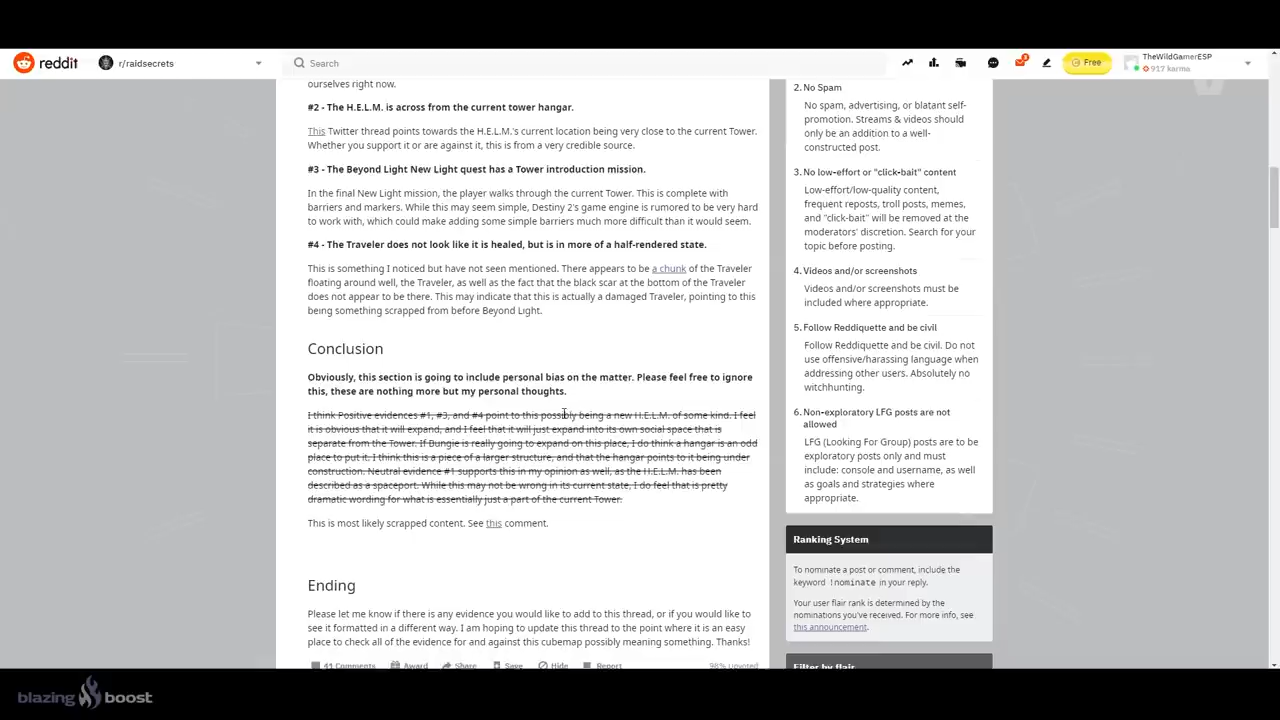 reddit
r/raidsecrets
Search
Free
TheWildGamerESP
917 karma
ourselves right now.
#2 - The H.E.L.M. is across from the current tower hangar.
This Twitter thread points towards the H.E.L.M.'s current location being very close to the current Tower.
Whether you support it or are against it, this is from a very credible source.
#3 - The Beyond Light New Light quest has a Tower introduction mission.
In the final New Light mission, the player walks through the current Tower. This is complete with
barriers and markers. While this may seem simple, Destiny 2's game engine is rumored to be very hard
to work with, which could make adding some simple barriers much more difficult than it would seem.
#4 - The Traveler does not look like it is healed, but is in more of a half-rendered state.
This is something I noticed but have not seen mentioned. There appears to be a chunk of the Traveler
floating around well, the Traveler, as well as the fact that the black scar at the bottom of the Traveler
does not appear to be there. This may indicate that this is actually a damaged Traveler, pointing to this
being something scrapped from before Beyond Light.
Conclusion
Obviously, this section is going to include personal bias on the matter. Please feel free to ignore
this, these are nothing more but my personal thoughts.
I think Positive evidences #1, #3, and #4 point to this possibly being a new H.E.L.M. of some kind. I feel
it is obvious that it will expand, and I feel that it will just expand into its own social space that is
separate from the Tower. If Bungie is really going to expand on this place, I do think a hangar is an odd
place to put it. I think this is a piece of a larger structure, and that the hangar points to it being under
construction. Neutral evidence #1 supports this in my opinion as well, as the H.E.L.M. has been
described as a spaceport. While this may not be wrong in its current state, I do feel that is pretty
dramatic wording for what is essentially just a part of the current Tower.
This is most likely scrapped content. See this comment.
Ending
Please let me know if there is any evidence you would like to add to this thread, or if you would like to
see it formatted in a different way. I am hoping to update this thread to the point where it is an easy
place to check all of the evidence for and against this cubemap possibly meaning something. Thanks!
41 Comments Award Share Save Hide Report 98% Upvoted
2. No Spam
No spam, advertising, or blatant self-
promotion. Streams & videos should
only be an addition to a well-
constructed post.
3. No low-effort or "click-bait" content
Low-effort/low-quality content,
frequent reposts, troll posts, memes,
and "click-bait" will be removed at the
moderators' discretion. Search for your
topic before posting.
4. Videos and/or screenshots
Videos and/or screenshots must be
included where appropriate.
5. Follow Reddiquette and be civil
Follow Reddiquette and be civil. Do not
use offensive/harassing language when
addressing other users. Absolutely no
witchhunting.
6. Non-exploratory LFG posts are not
allowed
LFG (Looking For Group) posts are to be
exploratory posts only and must
include: console and username, as well
as goals and strategies where
appropriate.
Ranking System
To nominate a post or comment, include the
keyword !nominate in your reply.
Your user flair rank is determined by the
nominations you've received. For more info, see
this announcement.
Filter by flair
blazing boost